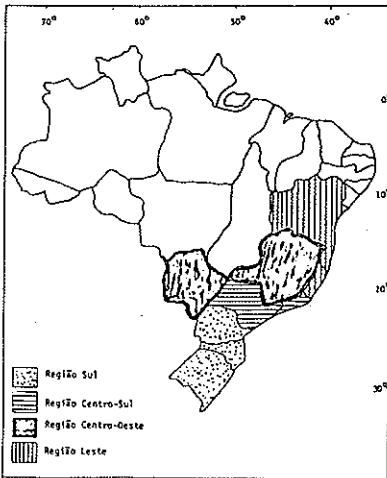 70° 60° 50° 40°
0°
10°
20°
30°
Região Sul
Região Centro-Sul
Região Centro-Oeste
Região Leste